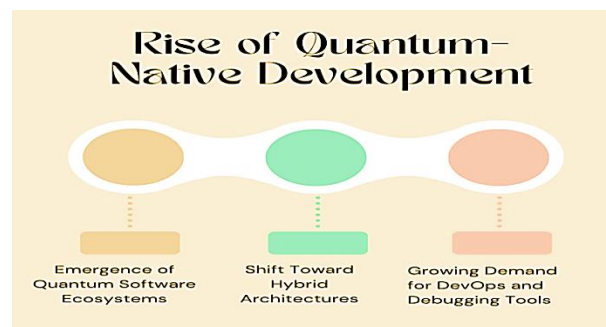 Rise of Quantum-
Native Development
Emergence of
Quantum Software
Ecosystems
Shift Toward
Hybrid
Architectures
Growing Demand
for DevOps and
Debugging Tools